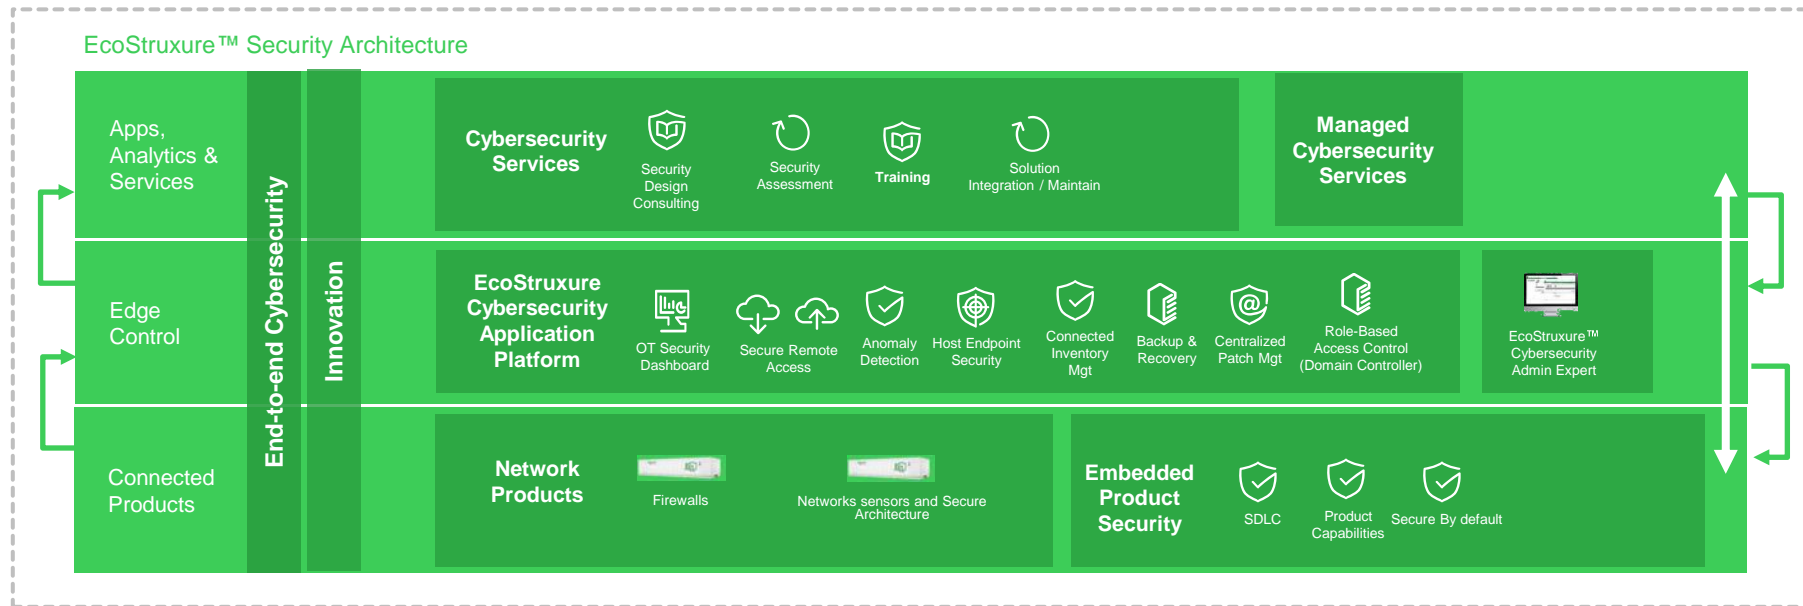 EcoStruxure™ Security Architecture
Apps,
Analytics &
Services
End-to-end Cybersecurity
Innovation
Cybersecurity
Services
Security
Design
Consulting
Security
Assessment
Training
Solution
Integration / Maintain
Managed
Cybersecurity
Services
Edge
Control
EcoStruxure
Cybersecurity
Application
Platform
OT Security
Dashboard
Secure Remote
Access
Anomaly
Detection
Host Endpoint
Security
Connected
Inventory
Mgt
Backup &
Recovery
@
Centralized
Patch Mgt
Role-Based
Access Control
(Domain Controller)
EcoStruxure™
Cybersecurity
Admin Expert
Connected
Products
Network
Products
Firewalls
Networks sensors and Secure
Architecture
Embedded
Product
Security
SDLC
Product
Capabilities
Secure By default